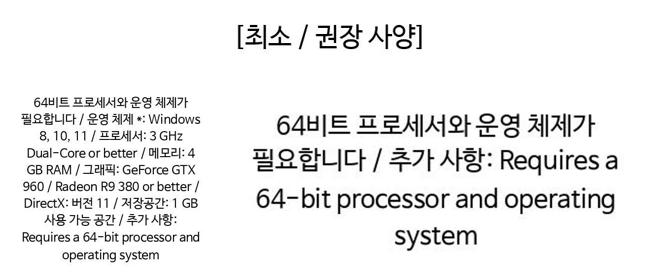 [최소 / 권장 사양]
64비트 프로세서와 운영 체제가
필요합니다 / 운영 체제 *: Windows
8, 10, 11 / 프로세서: 3 GHz
Dual-Core or better / 메모리: 4
GB RAM / 그래픽: GeForce GTX
960 / Radeon R9 380 or better /
DirectX: 버전 11 / 저장공간: 1 GB
사용 가능 공간 / 추가 사항:
Requires a 64-bit processor and
operating system
64비트 프로세서와 운영 체제가
필요합니다 / 추가 사항: Requires a
64-bit processor and operating
system